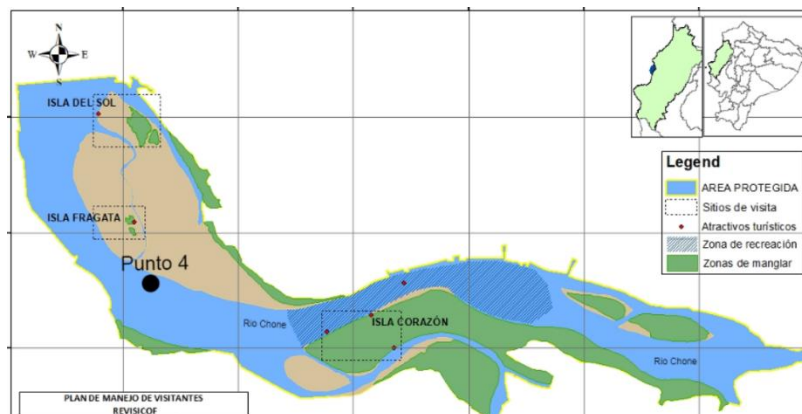 N
W E
S
ISLA DEL SOL
ISLA FRAGATA
Punto 4
Rio Chone
ISLA CORAZÓN
Rio Chone
Legend
AREA PROTEGIDA
Sitios de visita
Atractivos turísticos
Zona de recreación
Zonas de manglar
PLAN DE MANEJO DE VISITANTES
REVISICOF